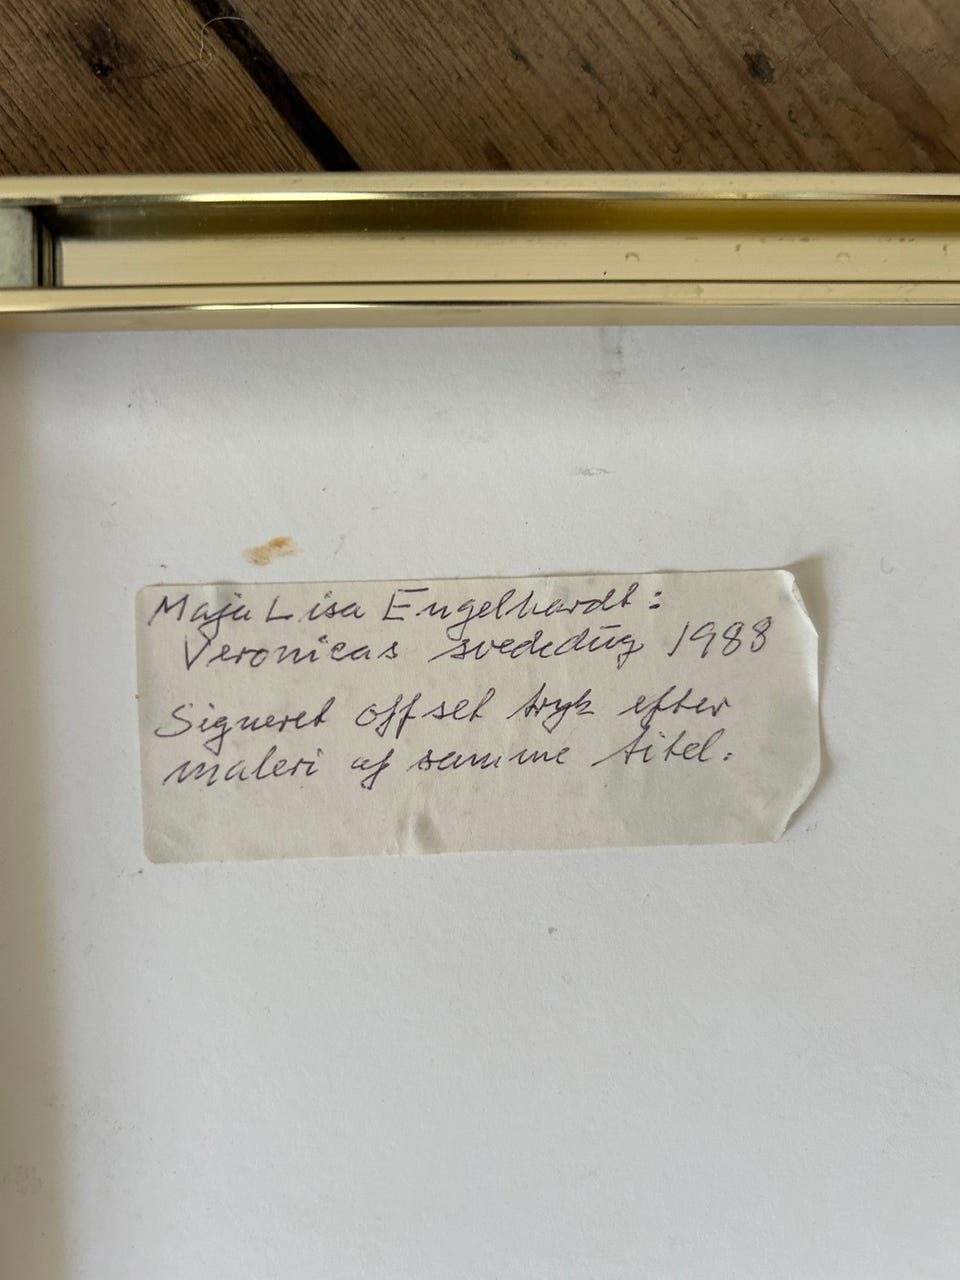 Maja Lisa Engelhardt:
Veronicas svededug 1988
Signeret offset tryk efter
maleri af samme titel.